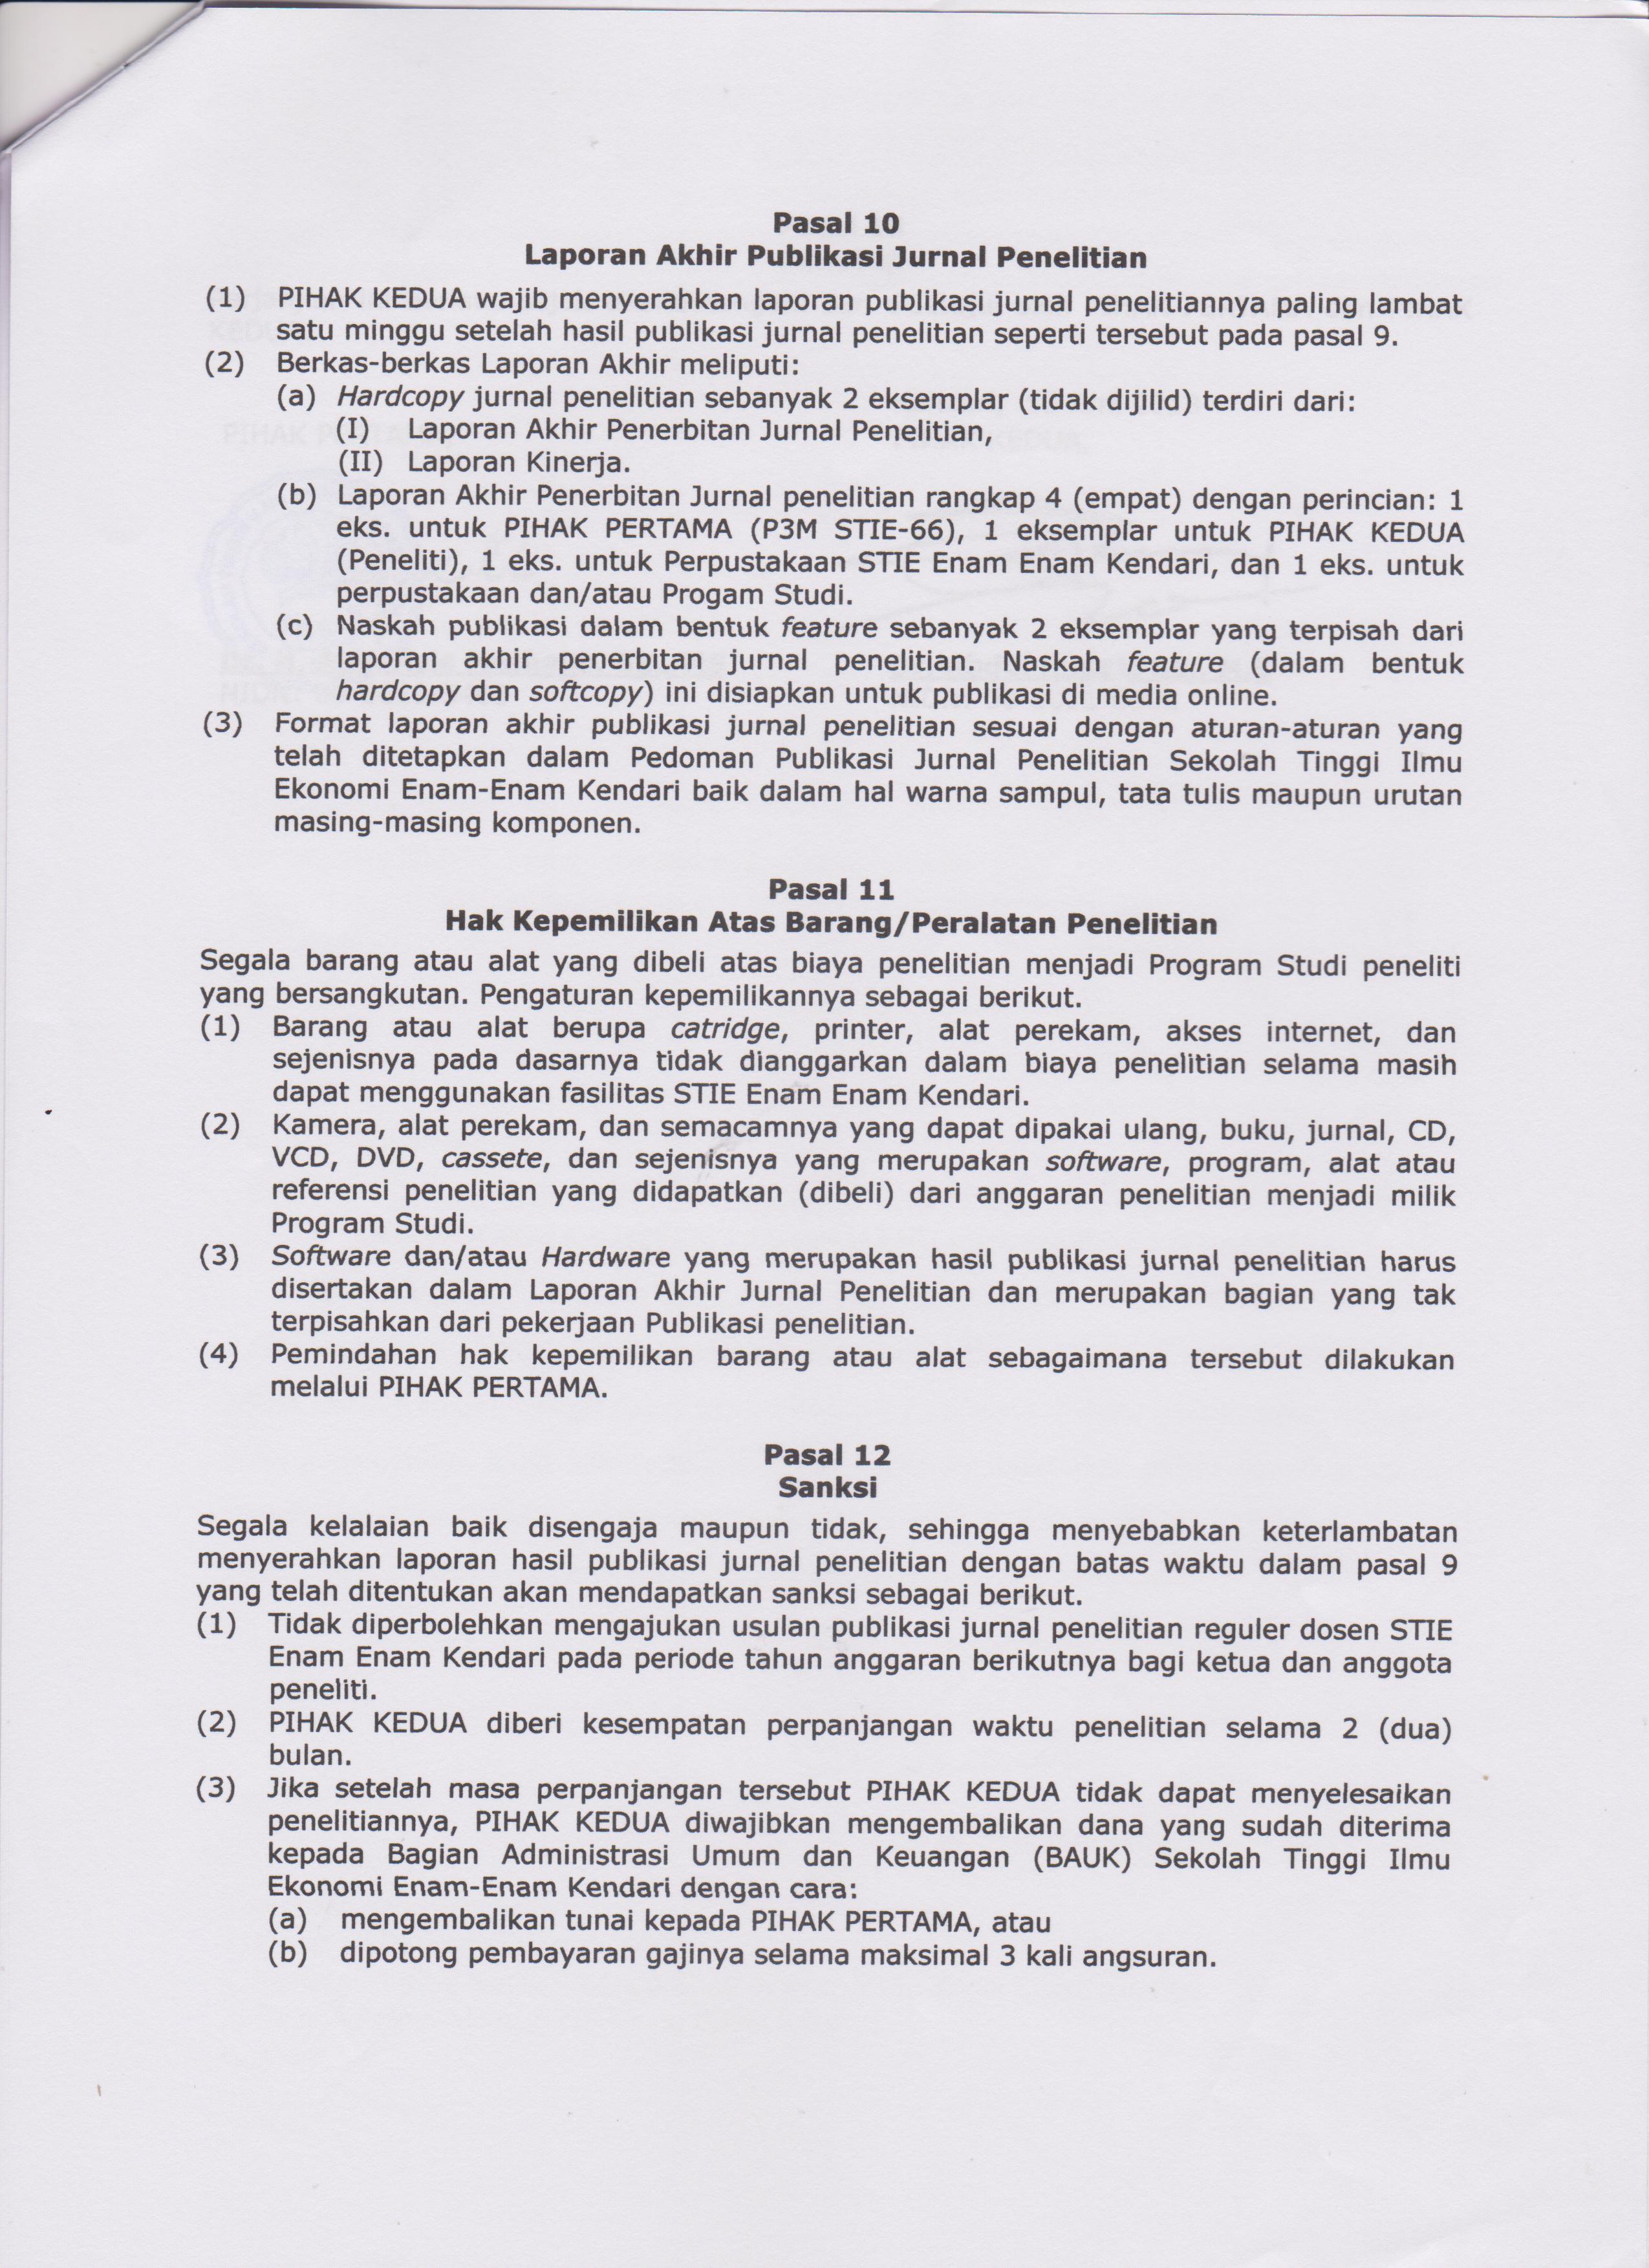 Pasal 10
Laporan Akhir Publikasi Jurnal Penelitian
(1) PIHAK KEDUA wajib menyerahkan laporan publikasi jurnal penelitiannya paling lambat
satu minggu setelah hasil publikasi jurnal penelitian seperti tersebut pada pasal 9.
(2) Berkas-berkas Laporan Akhir meliputi:
(a) Hardcopy jurnal penelitian sebanyak 2 eksemplar (tidak dijilid) terdiri dari:
(I) Laporan Akhir Penerbitan Jurnal Penelitian,
(II) Laporan Kinerja.
(b) Laporan Akhir Penerbitan Jurnal penelitian rangkap 4 (empat) dengan perincian: 1
eks. untuk PIHAK PERTAMA (P3M STIE-66), 1 eksemplar untuk PIHAK KEDUA
(Peneliti), 1 eks. untuk Perpustakaan STIE Enam Enam Kendari, dan 1 eks. untuk
perpustakaan dan/atau Progam Studi.
(c) Naskah publikasi dalam bentuk feature sebanyak 2 eksemplar yang terpisah dari
laporan akhir penerbitan jurnal penelitian. Naskah feature (dalam bentuk
hardcopy dan softcopy) ini disiapkan untuk publikasi di media online.
(3) Format laporan akhir publikasi jurnal penelitian sesuai dengan aturan-aturan yang
telah ditetapkan dalam Pedoman Publikasi Jurnal Penelitian Sekolah Tinggi Ilmu
Ekonomi Enam-Enam Kendari baik dalam hal warna sampul, tata tulis maupun urutan
masing-masing komponen.
Pasal 11
Hak Kepemilikan Atas Barang/Peralatan Penelitian
Segala barang atau alat yang dibeli atas biaya penelitian menjadi Program Studi peneliti
yang bersangkutan. Pengaturan kepemilikannya sebagai berikut.
(1) Barang atau alat berupa catridge, printer, alat perekam, akses internet, dan
sejenisnya pada dasarnya tidak dianggarkan dalam biaya penelitian selama masih
dapat menggunakan fasilitas STIE Enam Enam Kendari.
(2) Kamera, alat perekam, dan semacamnya yang dapat dipakai ulang, buku, jurnal, CD,
VCD, DVD, cassete, dan sejenisnya yang merupakan software, program, alat atau
referensi penelitian yang didapatkan (dibeli) dari anggaran penelitian menjadi milik
Program Studi.
(3) Software dan/atau Hardware yang merupakan hasil publikasi jurnal penelitian harus
disertakan dalam Laporan Akhir Jurnal Penelitian dan merupakan bagian yang tak
terpisahkan dari pekerjaan Publikasi penelitian.
(4) Pemindahan hak kepemilikan barang atau alat sebagaimana tersebut dilakukan
melalui PIHAK PERTAMA.
Pasal 12
Sanksi
Segala kelalaian baik disengaja maupun tidak, sehingga menyebabkan keterlambatan
menyerahkan laporan hasil publikasi jurnal penelitian dengan batas waktu dalam pasal 9
yang telah ditentukan akan mendapatkan sanksi sebagai berikut.
(1) Tidak diperbolehkan mengajukan usulan publikasi jurnal penelitian reguler dosen STIE
Enam Enam Kendari pada periode tahun anggaran berikutnya bagi ketua dan anggota
peneliti.
(2) PIHAK KEDUA diberi kesempatan perpanjangan waktu penelitian selama 2 (dua)
bulan.
(3) Jika setelah masa perpanjangan tersebut PIHAK KEDUA tidak dapat menyelesaikan
penelitiannya, PIHAK KEDUA diwajibkan mengembalikan dana yang sudah diterima
kepada Bagian Administrasi Umum dan Keuangan (BAUK) Sekolah Tinggi Ilmu
Ekonomi Enam-Enam Kendari dengan cara:
(a) mengembalikan tunai kepada PIHAK PERTAMA, atau
(b) dipotong pembayaran gajinya selama maksimal 3 kali angsuran.